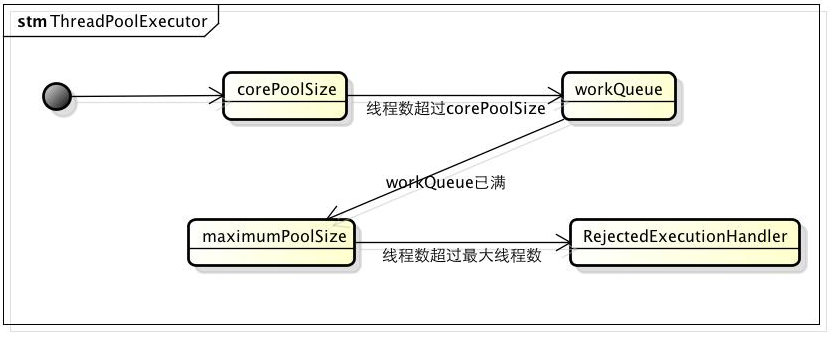 stm ThreadPoolExecutor
corePoolSize
workQueue
线程数超过corePoolSize
workQueue已满
maximumPoolSize
RejectedExecutionHandler
线程数超过最大线程数